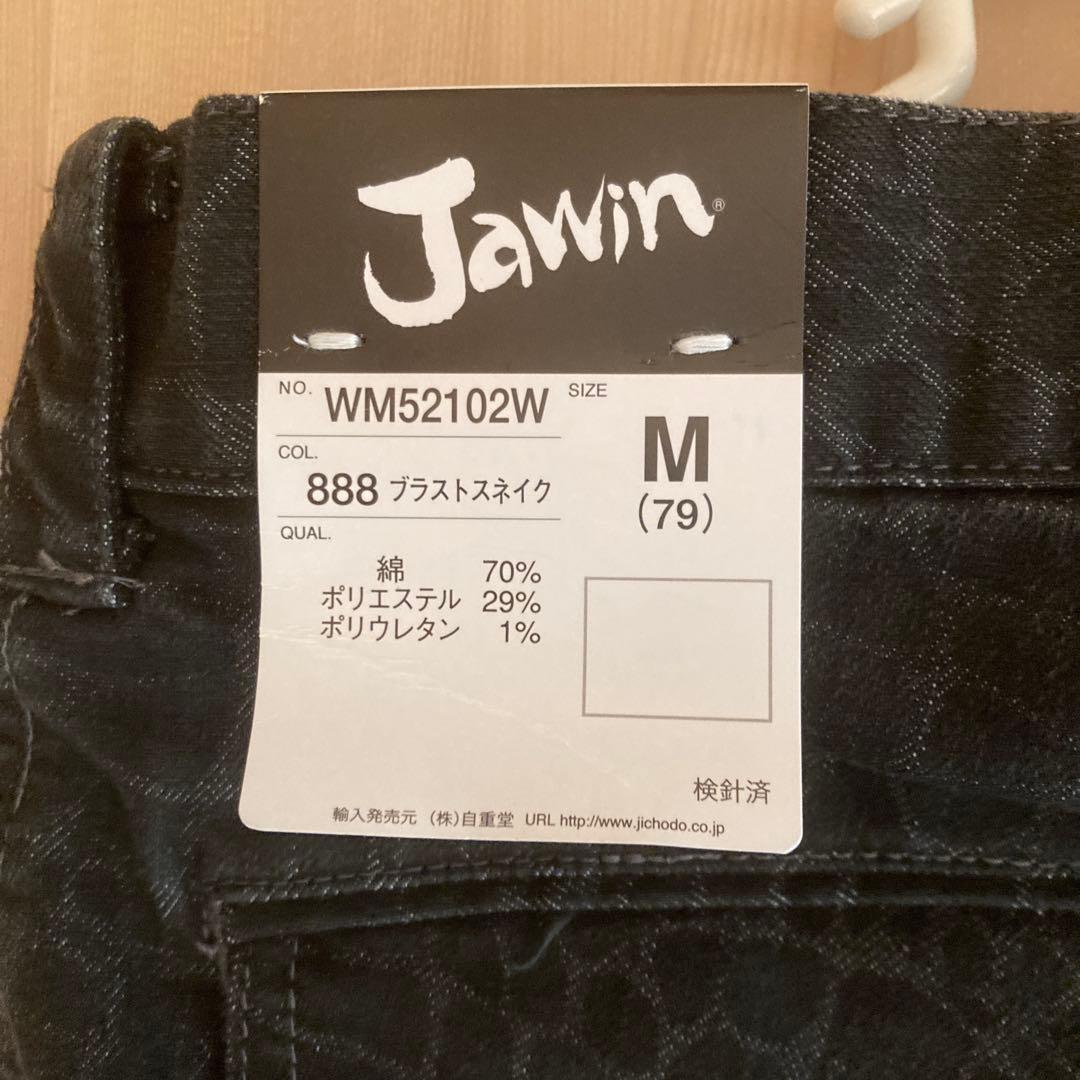 Jawin®
NO. WM52102W
COL.
888 ブラストスネイク
QUAL.
綿 70%
ポリエステル 29%
ポリウレタン 1%
SIZE
M
(79)
検針済
輸入発売元 (株)自重堂 URL http://www.jichodo.co.jp